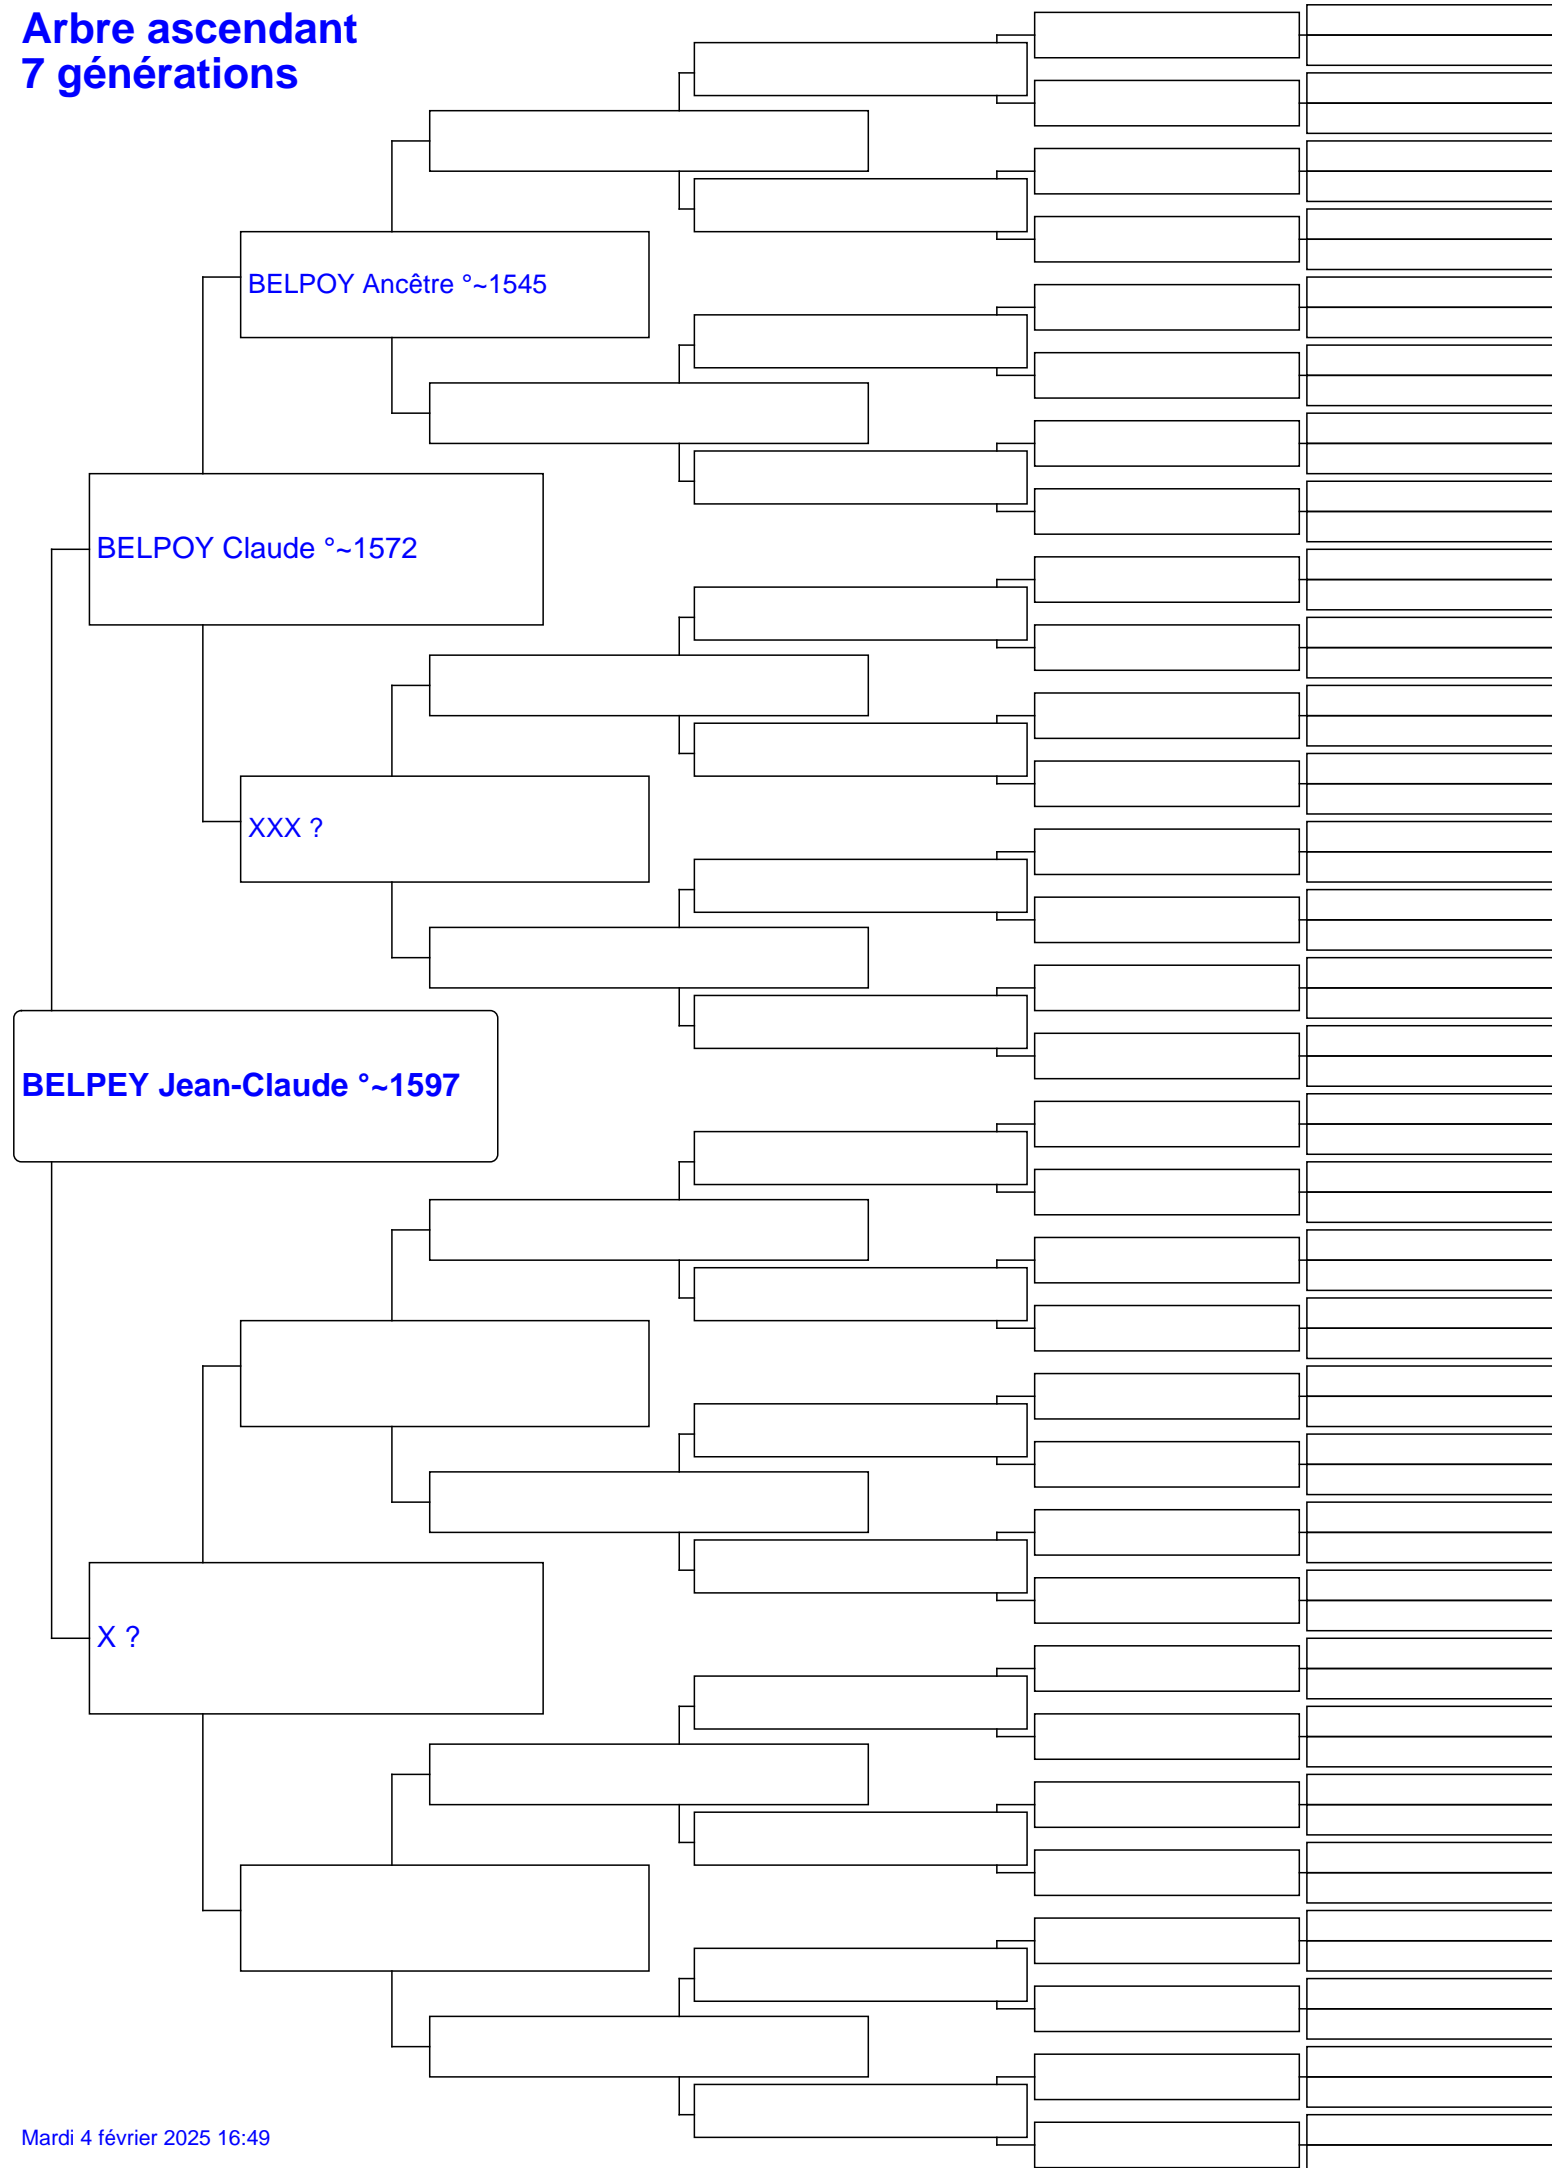 Arbre ascendant
7 générations
BELPOY Ancêtre °~1545
BELPOY Claude °~1572
XXX ?
BELPEY Jean-Claude °~1597
X ?
Mardi 4 février 2025 16:49